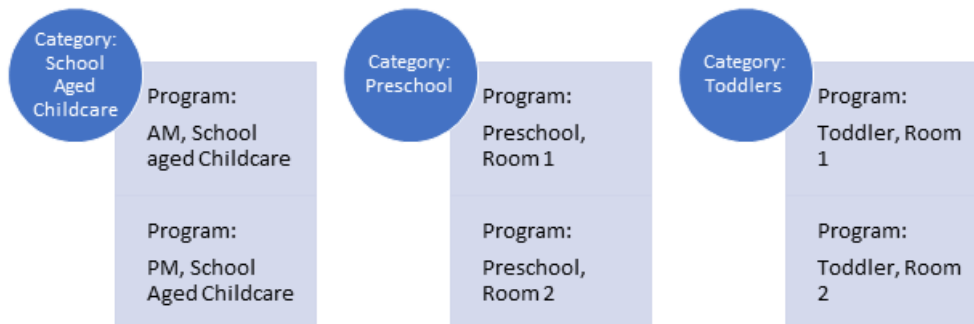 Category:
School
Aged
Childcare
Program:
AM, School
aged Childcare
Program:
PM, School
Aged Childcare
Category:
Preschool
Program:
Preschool,
Room 1
Program:
Preschool,
Room 2
Category:
Toddlers
Program:
Toddler, Room
1
Program:
Toddler, Room
2